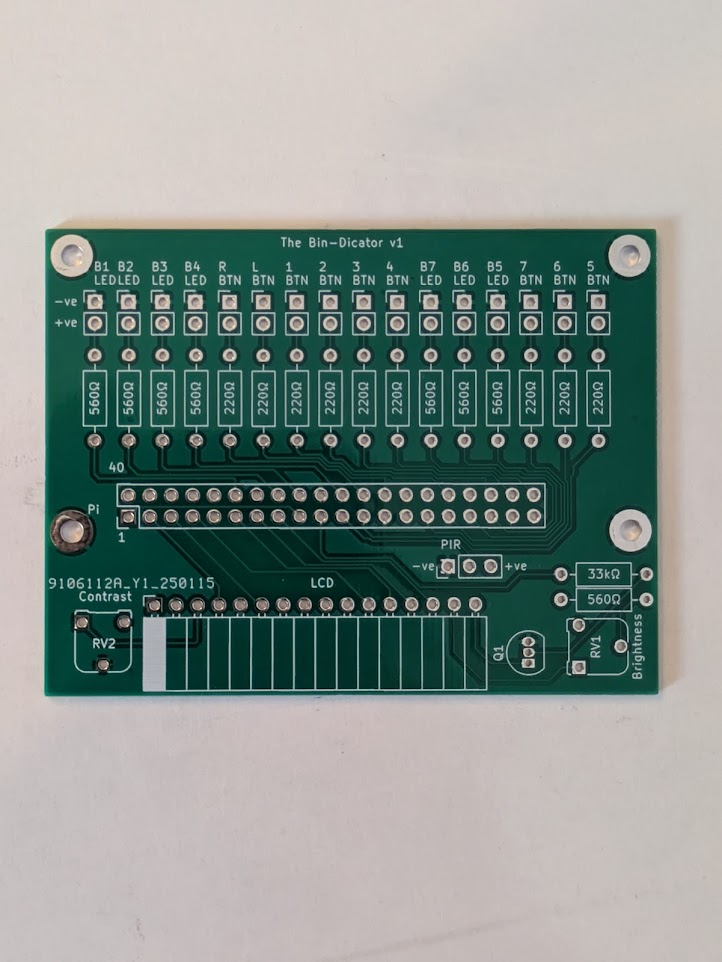 The Bin-Dicator v1
B1 B2 B3 B4 R L 1 2 3 4 B7 B6 B5 7 6 5
LED LED LED LED BTN BTN BTN BTN BTN BTN LED LED LED BTN BTN BTN
-ve
+ve
560Ω 560Ω 560Ω 560Ω 220Ω 220Ω 220Ω 220Ω 220Ω 220Ω 560Ω 560Ω 560Ω 220Ω 220Ω 220Ω
40
Pi
1
PIR
-ve +ve
33kΩ
9106112A_Y1_250115
LCD
560Ω
Contrast
RV2
Q1
RV1
Brightness